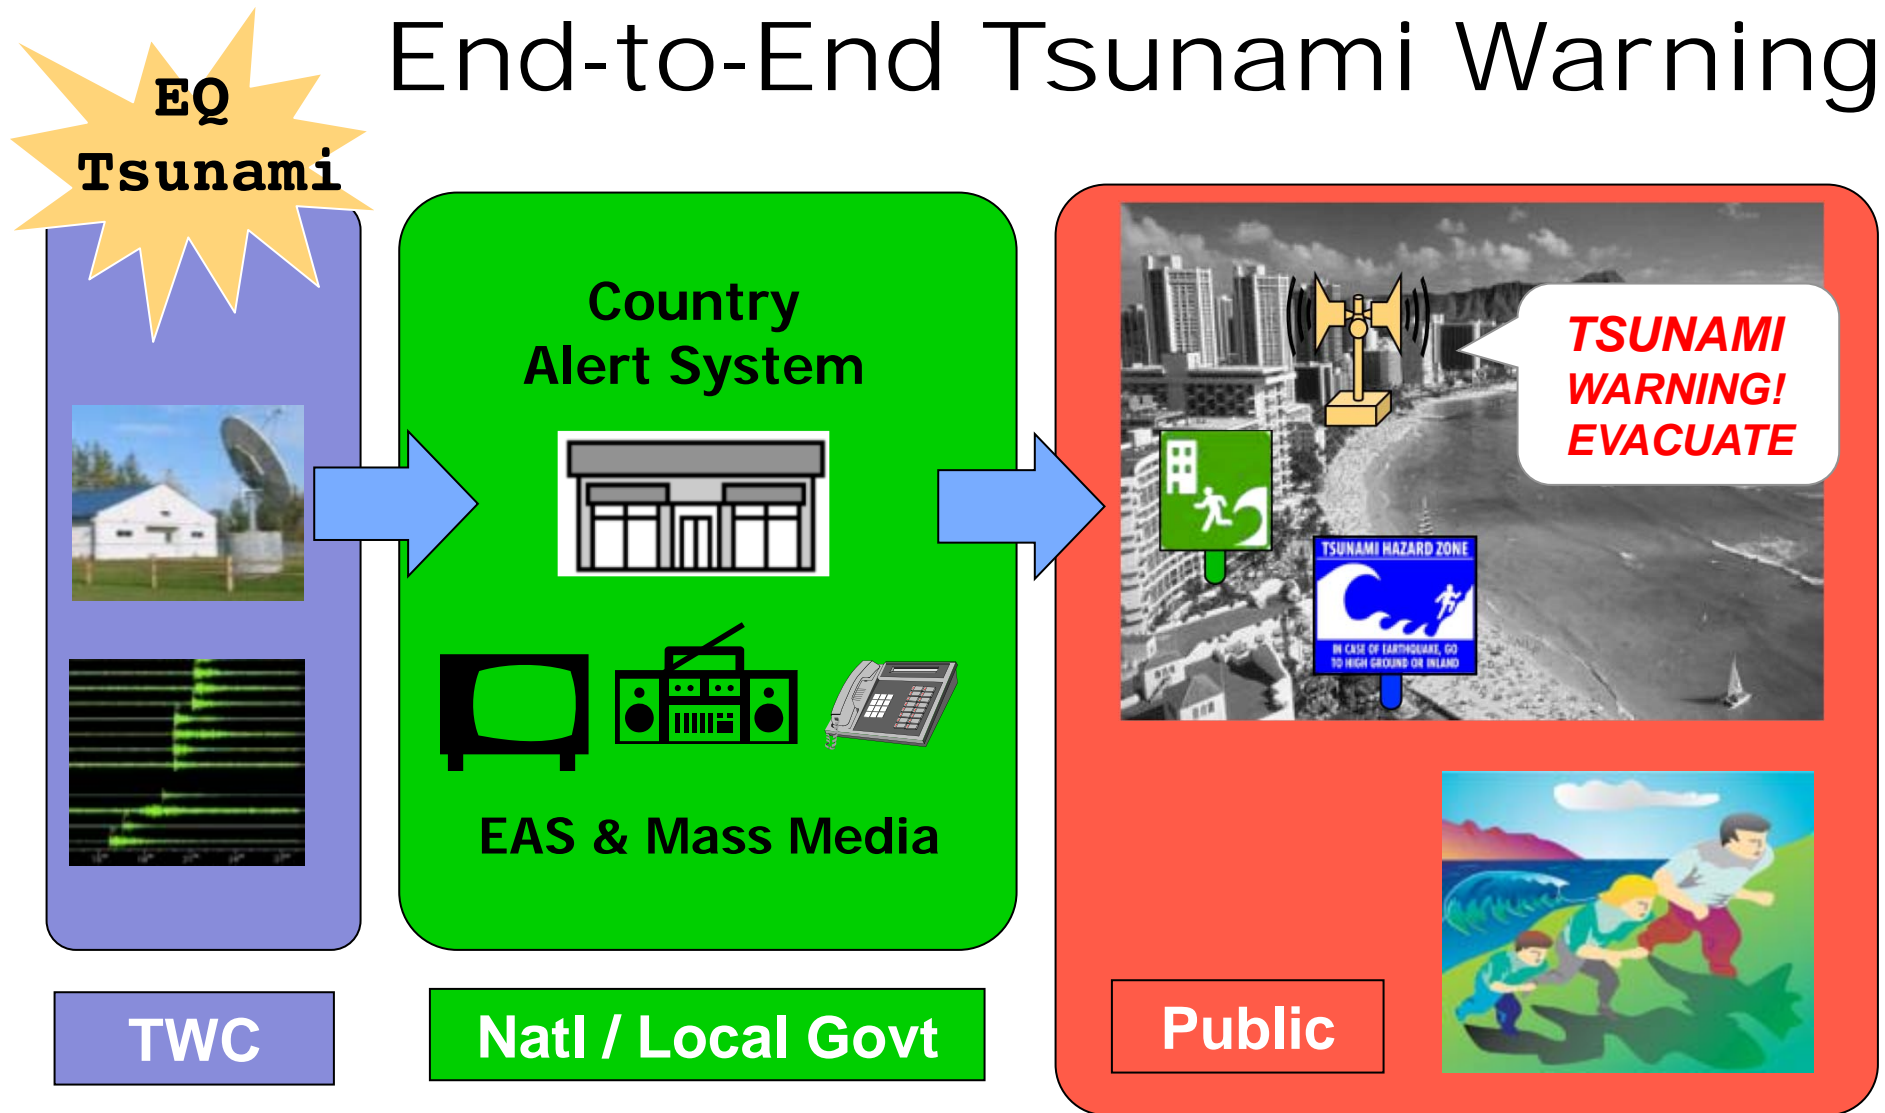 End-to-End Tsunami Warning
EQ
Tsunami
Country
Alert System
EAS & Mass Media
TSUNAMI
WARNING!
EVACUATE
TSUNAMI HAZARD ZONE
IN CASE OF EARTHQUAKE, GO
TO HIGH GROUND OR INLAND
TWC
Natl / Local Govt
Public